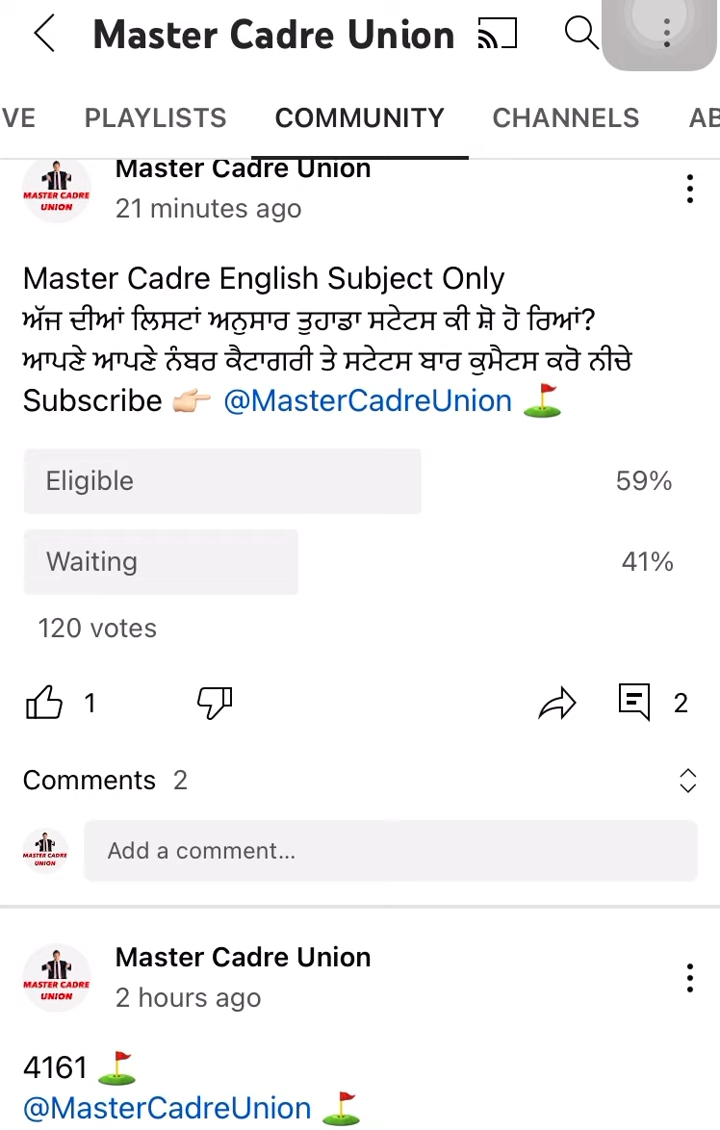 Master Cadre Union
VE PLAYLISTS COMMUNITY CHANNELS AB
Master Cadre Union
MASTER CADRE
UNION
21 minutes ago
Master Cadre English Subject Only
ਅੱਜ ਦੀਆਂ ਲਿਸਟਾਂ ਅਨੁਸਾਰ ਤੁਹਾਡਾ ਸਟੇਟਸ ਕੀ ਸ਼ੋ ਹੋ ਰਿਆਂ?
ਆਪਣੇ ਆਪਣੇ ਨੰਬਰ ਕੈਟਾਗਰੀ ਤੇ ਸਟੇਟਸ ਬਾਰ ਕੁਮੈਟਸ ਕਰੋ ਨੀਚੇ
Subscribe 👉🏻 @MasterCadreUnion ⛳
Eligible 59%
Waiting 41%
120 votes
1 2
Comments 2
MASTER CADRE
UNION
Add a comment...
Master Cadre Union
MASTER CADRE
UNION
2 hours ago
4161 ⛳
@MasterCadreUnion ⛳